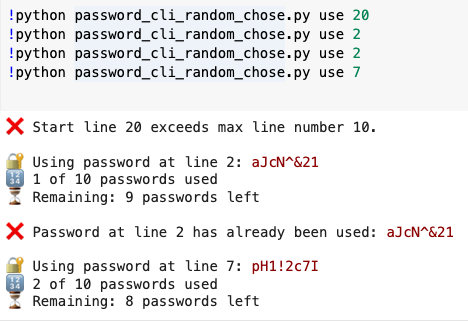 !python password_cli_random_chose.py use 20
!python password_cli_random_chose.py use 2
!python password_cli_random_chose.py use 2
!python password_cli_random_chose.py use 7
❌ Start line 20 exceeds max line number 10.
🔐 Using password at line 2: aJcN^&21
🔢 1 of 10 passwords used
⏳ Remaining: 9 passwords left
❌ Password at line 2 has already been used: aJcN^&21
🔐 Using password at line 7: pH1!2c7I
🔢 2 of 10 passwords used
⏳ Remaining: 8 passwords left